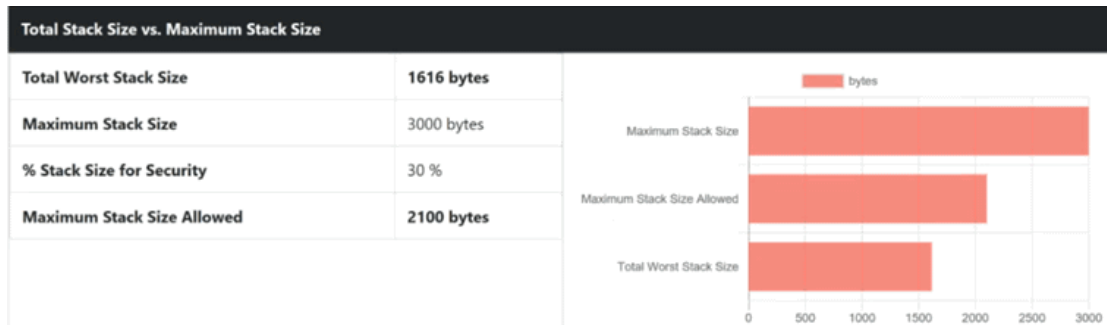 Total Stack Size vs. Maximum Stack Size
Total Worst Stack Size 1616 bytes
Maximum Stack Size 3000 bytes
% Stack Size for Security 30 %
Maximum Stack Size Allowed 2100 bytes
bytes
Maximum Stack Size
Maximum Stack Size Allowed
Total Worst Stack Size
0 500 1000 1500 2000 2500 3000